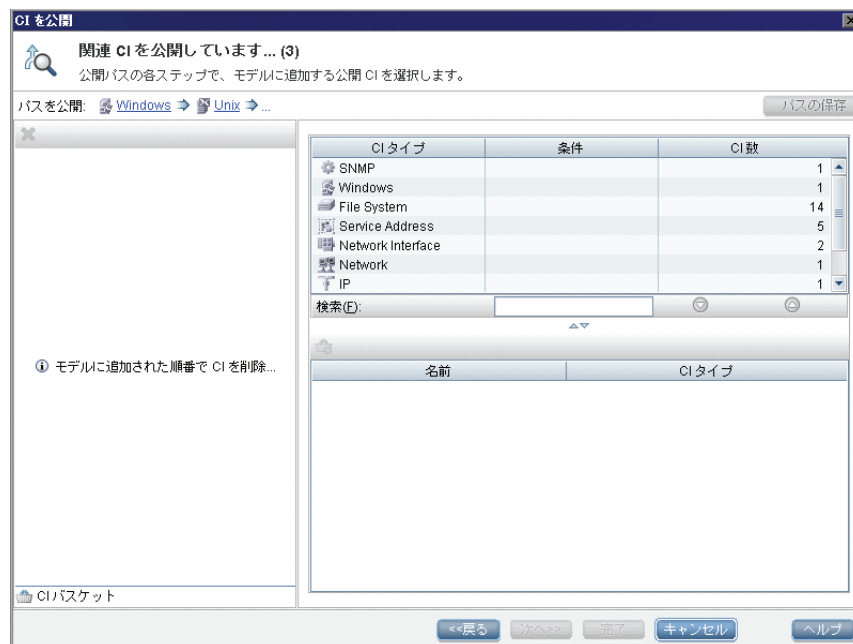 CI を公開
関連 CI を公開しています... (3)
公開パスの各ステップで、モデルに追加する公開 CI を選択します。
パスを公開: Windows Unix ...
パスの保存
CI タイプ 条件 CI 数
SNMP 1
Windows 1
File System 14
Service Address 5
Network Interface 2
Network 1
IP 1
検索(F):
モデルに追加された順番で CI を削除...
名前 CI タイプ
CI バスケット
<<戻る 次へ>> 完了 キャンセル ヘルプ